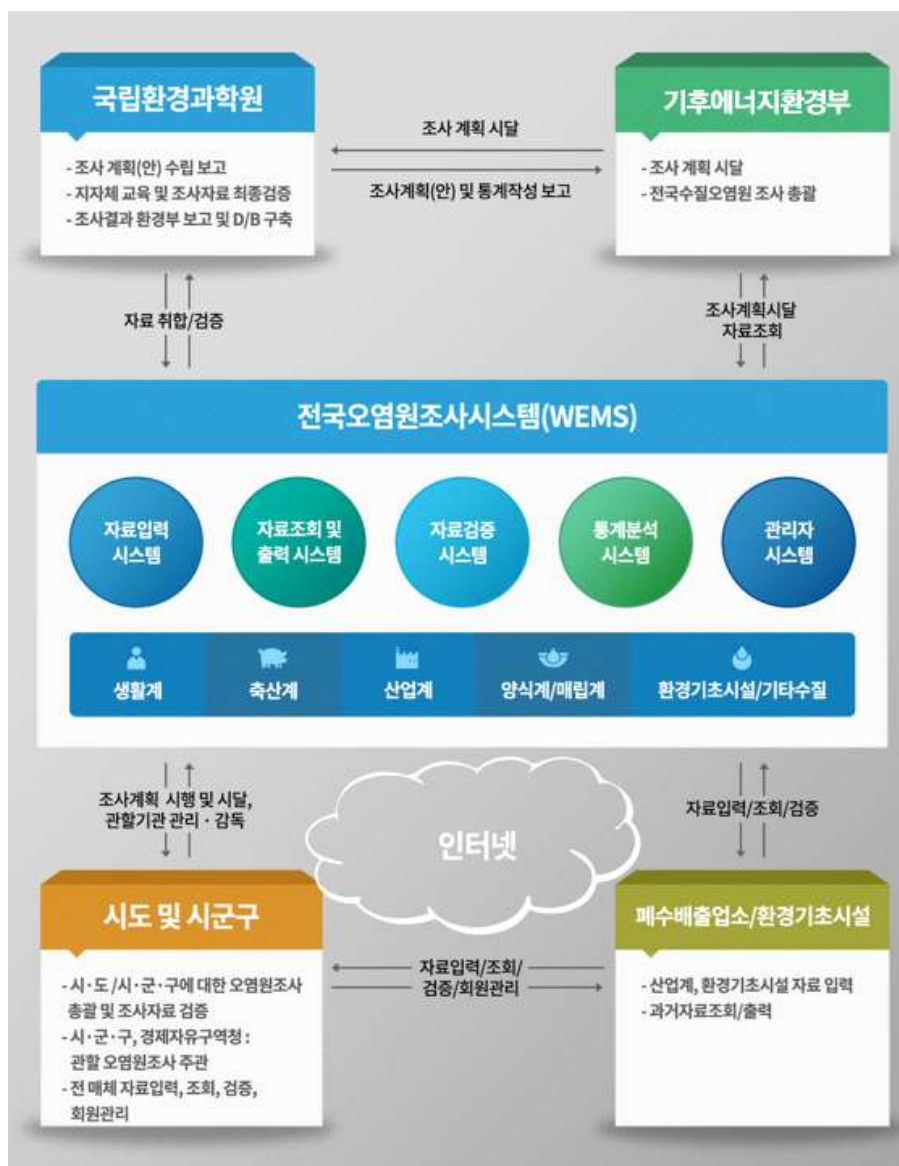 국립환경과학원
- 조사 계획(안) 수립 보고
- 지자체 교육 및 조사자료 최종검증
- 조사결과 환경부 보고 및 D/B 구축
조사 계획 시달
조사계획(안) 및 통계작성 보고
기후에너지환경부
- 조사 계획 시달
- 전국수질오염원 조사 총괄
자료 취합/검증
조사계획시달
자료조회
전국오염원조사시스템(WEMS)
자료입력
시스템
자료조회 및
출력 시스템
자료검증
시스템
통계분석
시스템
관리자
시스템
생활계
축산계
산업계
양식계/매립계
환경기초시설/기타수질
조사계획 시행 및 시달,
관할기관 관리·감독
인터넷
자료입력/조회/검증
시도 및 시군구
- 시·도 /시·군·구에 대한 오염원조사
총괄 및 조사자료 검증
- 시·군·구, 경제자유구역청 :
관할 오염원조사 주관
- 전 매체 자료입력, 조회, 검증,
회원관리
자료입력/조회/
검증/회원관리
폐수배출업소/환경기초시설
- 산업계, 환경기초시설 자료 입력
- 과거자료조회/출력